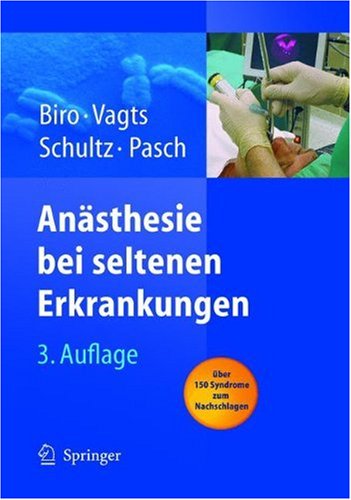 Biro · Vagts
Schultz · Pasch
Anästhesie
bei seltenen
Erkrankungen
3. Auflage
über
150 Syndrome
zum
Nachschlagen
Springer